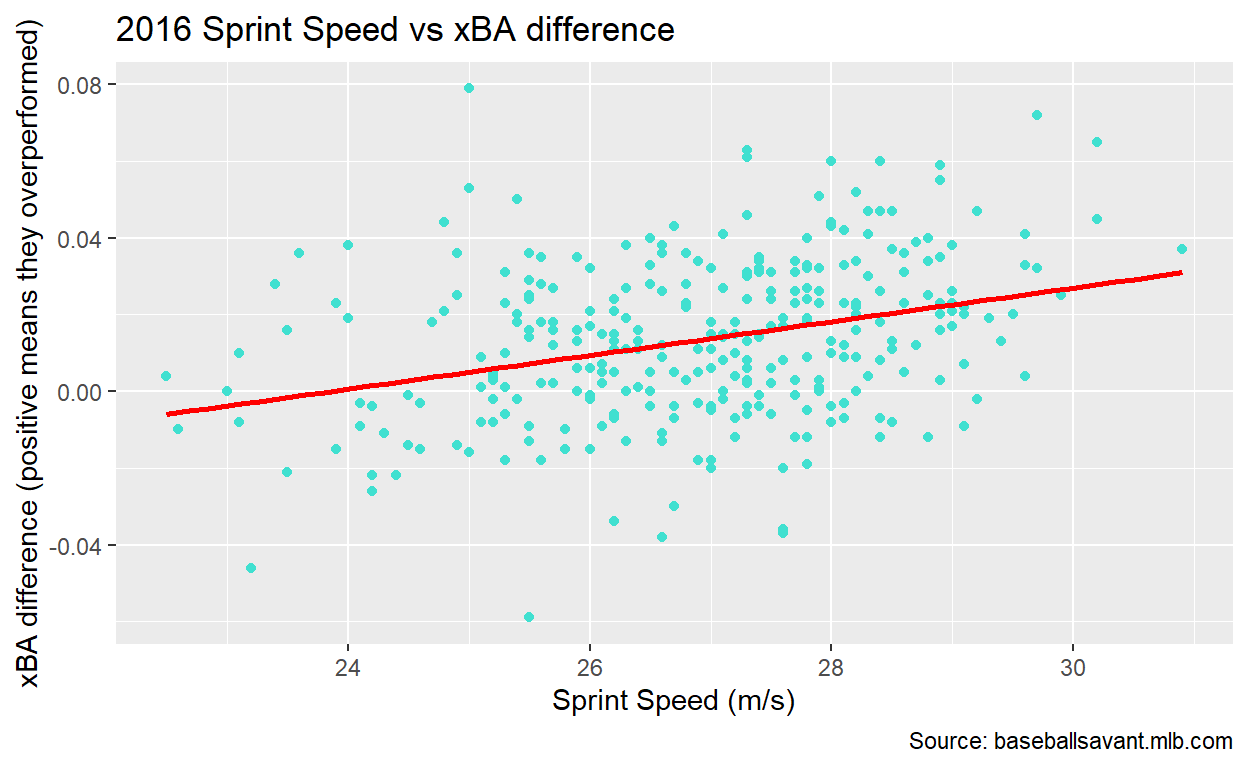 2016 Sprint Speed vs xBA difference
xBA difference (positive means they overperformed)
0.08
0.04
0.00
-0.04
24 26 28 30
Sprint Speed (m/s)
Source: baseballsavant.mlb.com